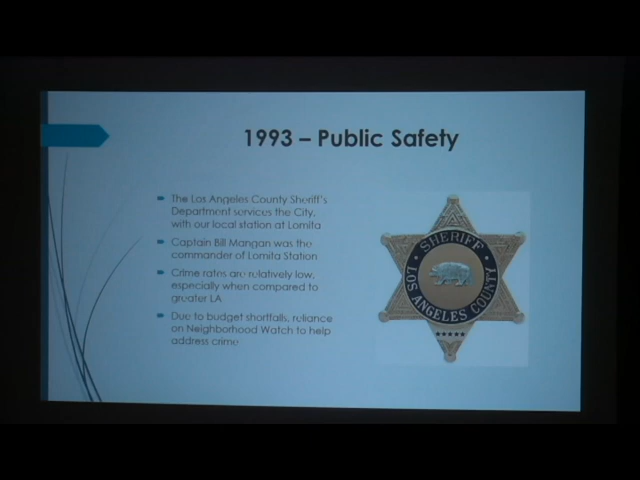 1993 – Public Safety
The Los Angeles County Sheriff's
Department services the City,
with our local station at Lomita
Captain Bill Mangan was the
commander of Lomita Station
Crime rates are relatively low,
especially when compared to
greater LA
Due to budget shortfalls, reliance
on Neighborhood Watch to help
address crime
SHERIFF
LOS ANGELES COUNTY